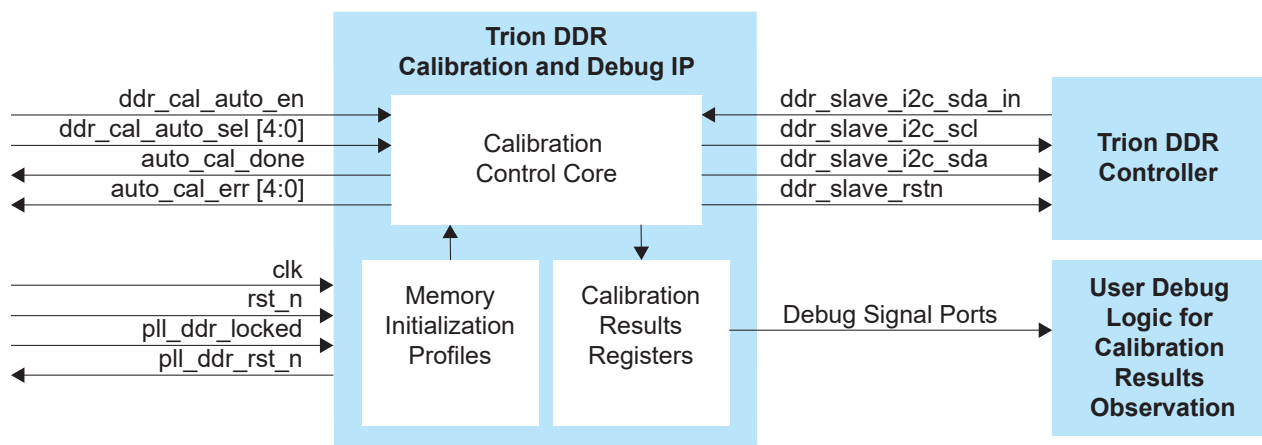 Trion DDR
Calibration and Debug IP
ddr_cal_auto_en
ddr_cal_auto_sel [4:0]
auto_cal_done
auto_cal_err [4:0]
Calibration
Control Core
ddr_slave_i2c_sda_in
ddr_slave_i2c_scl
ddr_slave_i2c_sda
ddr_slave_rstn
Trion DDR
Controller
clk
rst_n
pll_ddr_locked
pll_ddr_rst_n
Memory
Initialization
Profiles
Calibration
Results
Registers
Debug Signal Ports
User Debug
Logic for
Calibration
Results
Observation